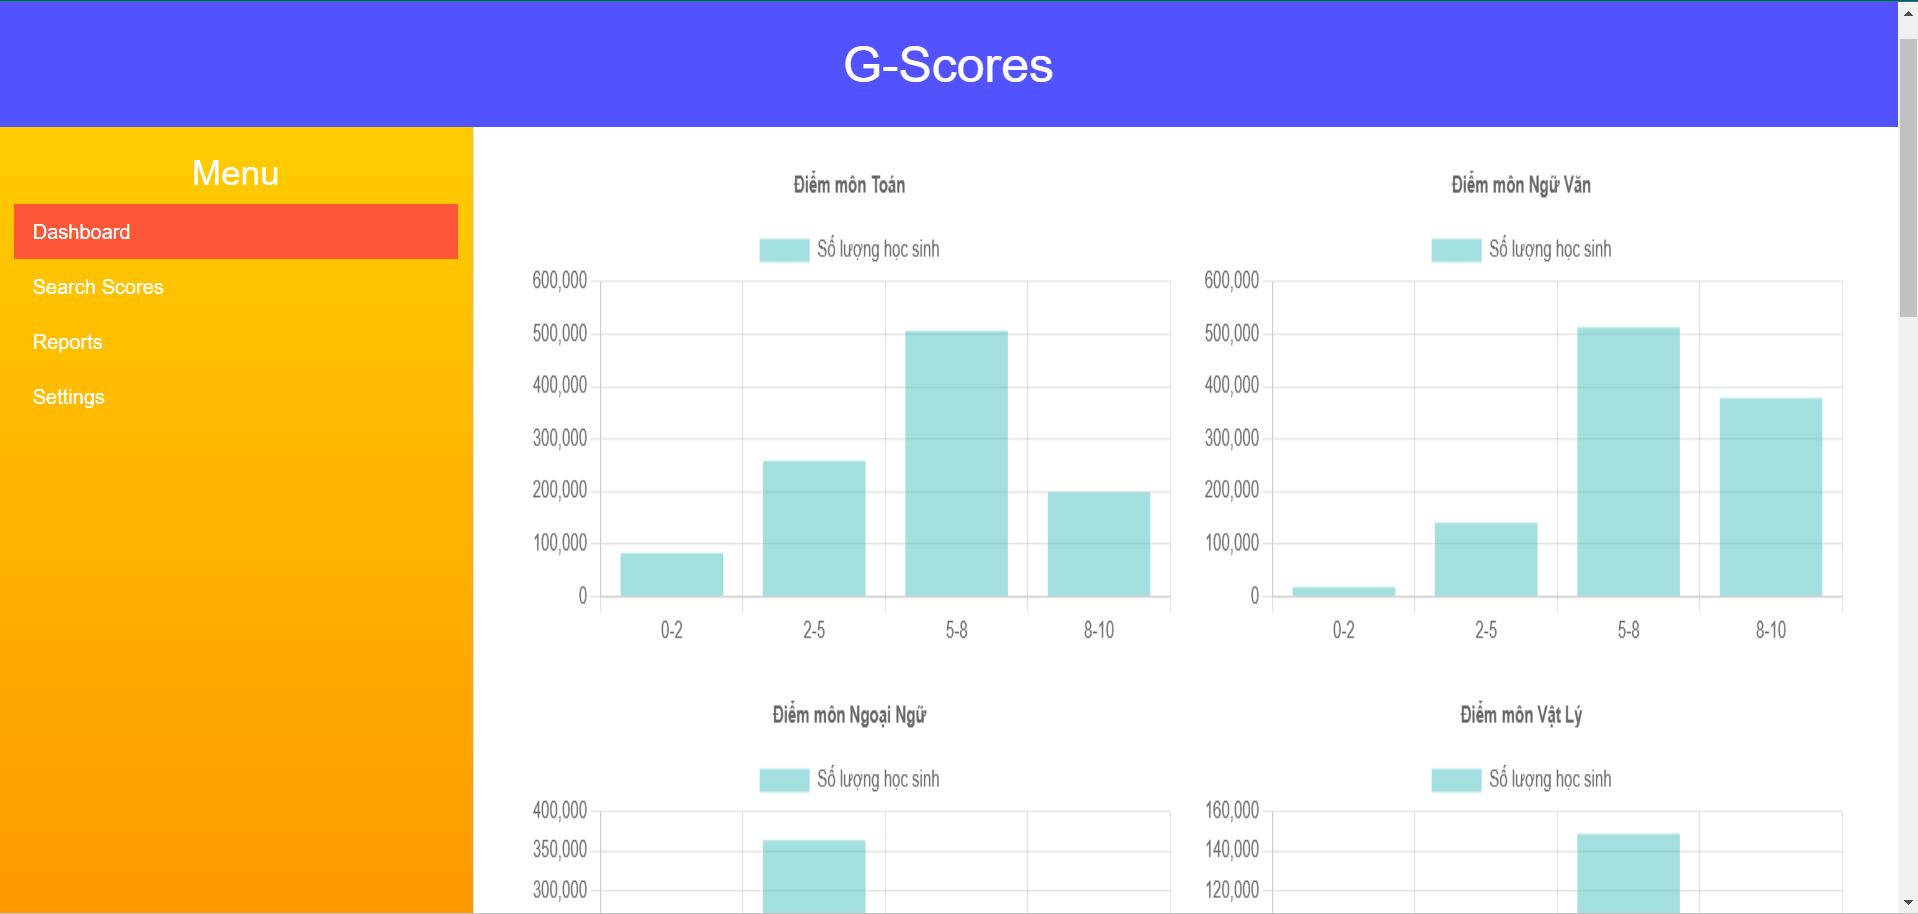 G-Scores
Menu
Dashboard
Search Scores
Reports
Settings
Điểm môn Toán
Số lượng học sinh
600,000
500,000
400,000
300,000
200,000
100,000
0
0-2 2-5 5-8 8-10
Điểm môn Ngữ Văn
Số lượng học sinh
600,000
500,000
400,000
300,000
200,000
100,000
0
0-2 2-5 5-8 8-10
Điểm môn Ngoại Ngữ
Số lượng học sinh
400,000
350,000
300,000
Điểm môn Vật Lý
Số lượng học sinh
160,000
140,000
120,000